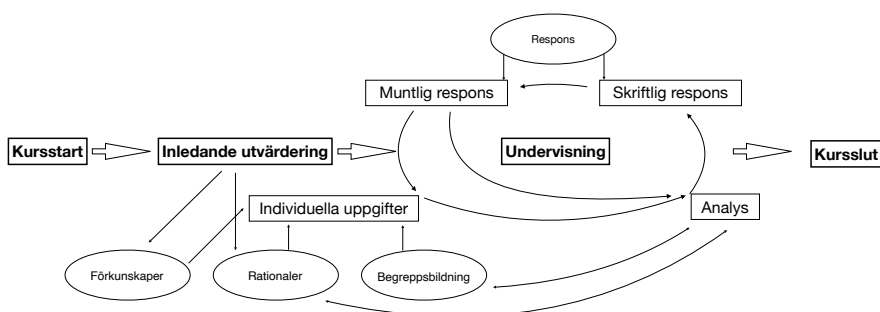 Respons
Muntlig respons
Skriftlig respons
Kursstart
Inledande utvärdering
Undervisning
Kursslut
Individuella uppgifter
Analys
Förkunskaper
Rationaler
Begreppsbildning